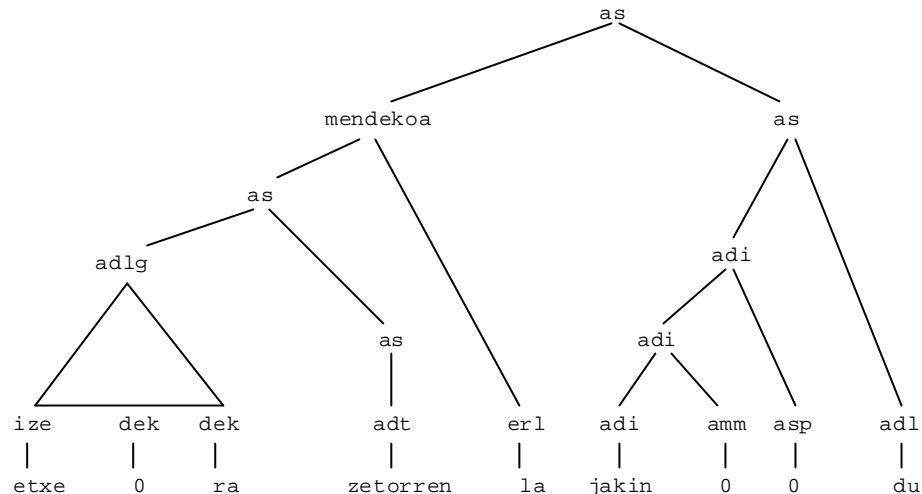 as
mendekoa as
as
adlg adi
as adi
ize dek dek adt erl adi amm asp adl
etxe 0 ra zetorren la jakin 0 0 du